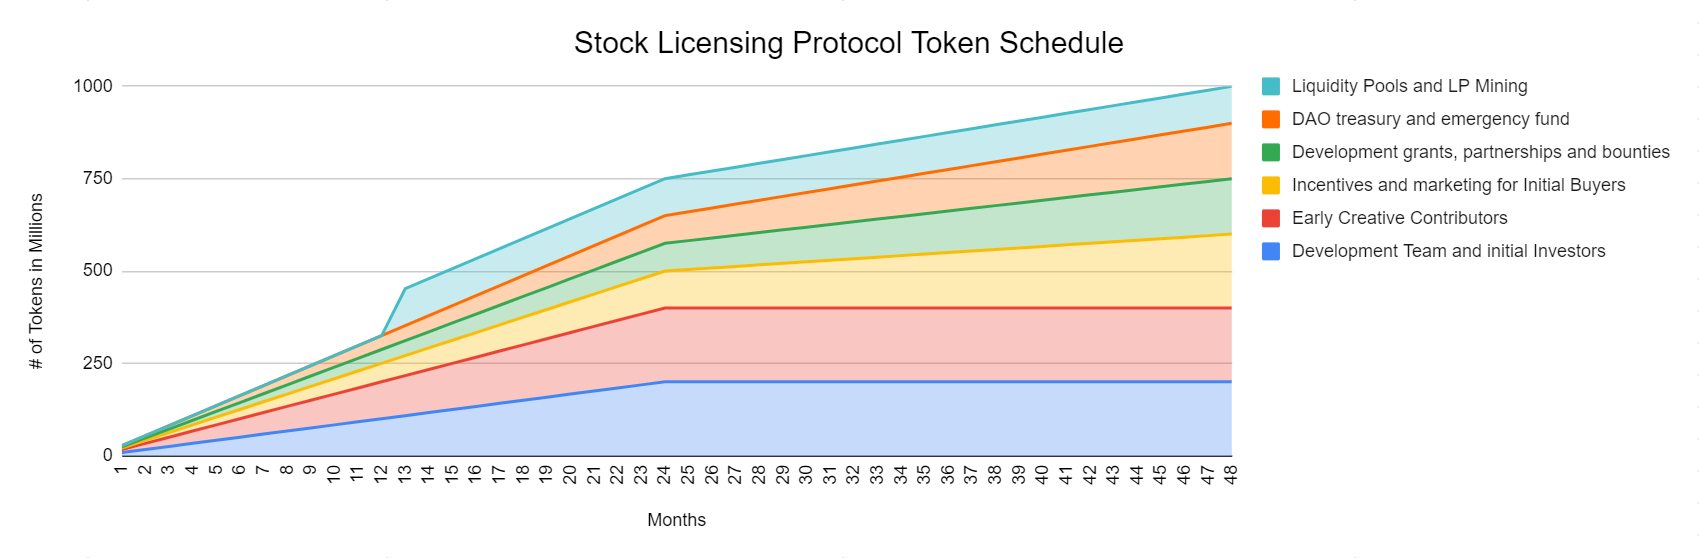 Stock Licensing Protocol Token Schedule
# of Tokens in Millions
1000
750
500
250
0
1 2 3 4 5 6 7 8 9 10 11 12 13 14 15 16 17 18 19 20 21 22 23 24 25 26 27 28 29 30 31 32 33 34 35 36 37 38 39 40 41 42 43 44 45 46 47 48
Months
Liquidity Pools and LP Mining
DAO treasury and emergency fund
Development grants, partnerships and bounties
Incentives and marketing for Initial Buyers
Early Creative Contributors
Development Team and initial Investors